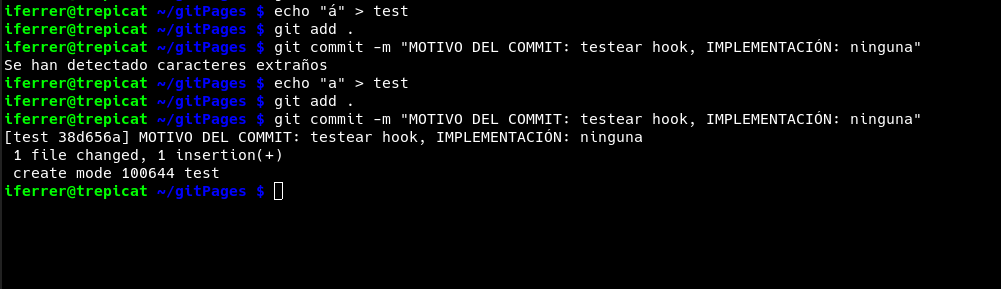 iferrer@trepicat ~/gitPages $ echo "á" > test
iferrer@trepicat ~/gitPages $ git add .
iferrer@trepicat ~/gitPages $ git commit -m "MOTIVO DEL COMMIT: testear hook, IMPLEMENTACIÓN: ninguna"
Se han detectado caracteres extraños
iferrer@trepicat ~/gitPages $ echo "a" > test
iferrer@trepicat ~/gitPages $ git add .
iferrer@trepicat ~/gitPages $ git commit -m "MOTIVO DEL COMMIT: testear hook, IMPLEMENTACIÓN: ninguna"
[test 38d656a] MOTIVO DEL COMMIT: testear hook, IMPLEMENTACIÓN: ninguna
 1 file changed, 1 insertion(+)
 create mode 100644 test
iferrer@trepicat ~/gitPages $